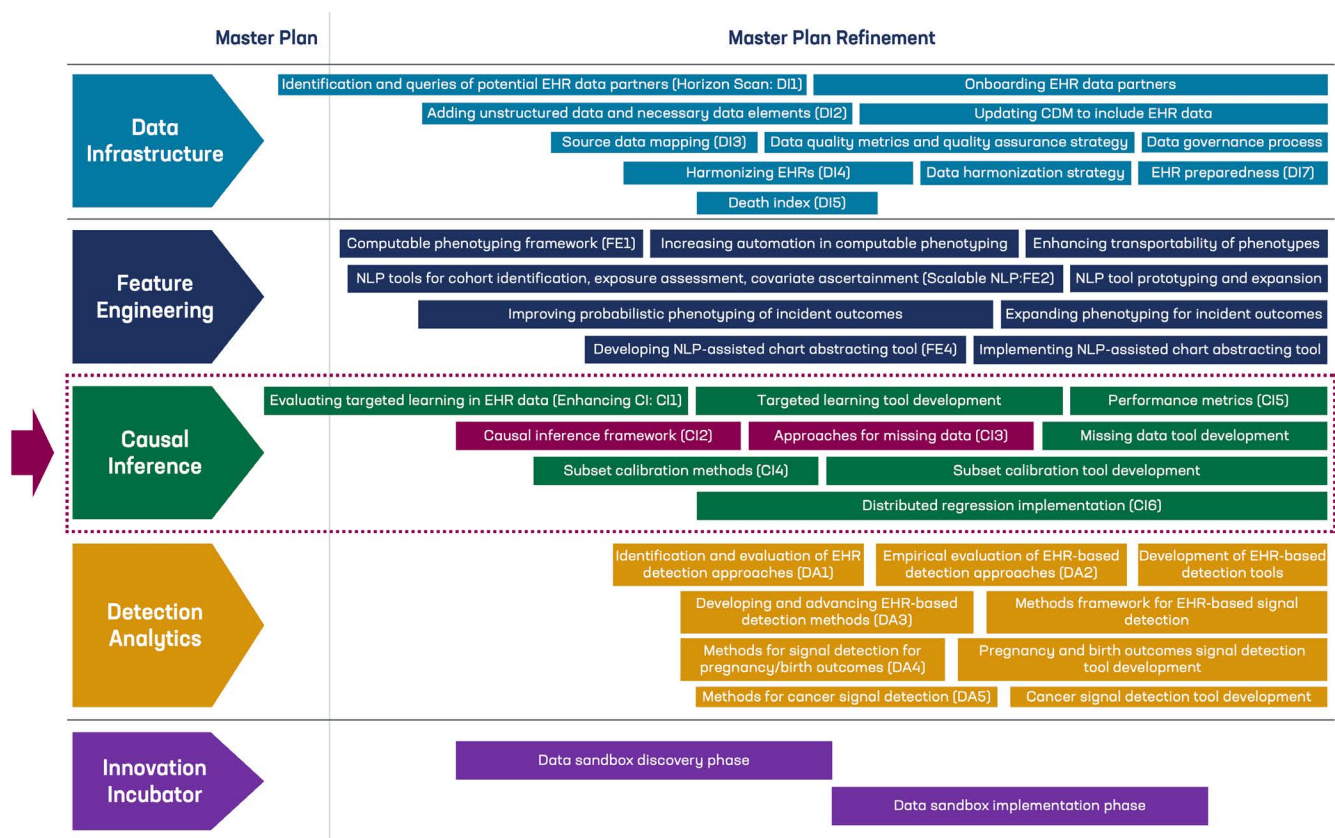 Master Plan
Master Plan Refinement
Data
Infrastructure
Identification and queries of potential EHR data partners (Horizon Scan: DI1)
Onboarding EHR data partners
Adding unstructured data and necessary data elements (DI2)
Updating CDM to include EHR data
Source data mapping (DI3)
Data quality metrics and quality assurance strategy
Data governance process
Harmonizing EHRs (DI4)
Data harmonization strategy
EHR preparedness (DI7)
Death index (DI5)
Feature
Engineering
Computable phenotyping framework (FE1)
Increasing automation in computable phenotyping
Enhancing transportability of phenotypes
NLP tools for cohort identification, exposure assessment, covariate ascertainment (Scalable NLP:FE2)
NLP tool prototyping and expansion
Improving probabilistic phenotyping of incident outcomes
Expanding phenotyping for incident outcomes
Developing NLP-assisted chart abstracting tool (FE4)
Implementing NLP-assisted chart abstracting tool
Causal
Inference
Evaluating targeted learning in EHR data (Enhancing CI: CI1)
Targeted learning tool development
Performance metrics (CI5)
Causal inference framework (CI2)
Approaches for missing data (CI3)
Missing data tool development
Subset calibration methods (CI4)
Subset calibration tool development
Distributed regression implementation (CI6)
Detection
Analytics
Identification and evaluation of EHR
detection approaches (DA1)
Empirical evaluation of EHR-based
detection approaches (DA2)
Development of EHR-based
detection tools
Developing and advancing EHR-based
detection methods (DA3)
Methods framework for EHR-based signal
detection
Methods for signal detection for
pregnancy/birth outcomes (DA4)
Pregnancy and birth outcomes signal detection
tool development
Methods for cancer signal detection (DA5)
Cancer signal detection tool development
Innovation
Incubator
Data sandbox discovery phase
Data sandbox implementation phase